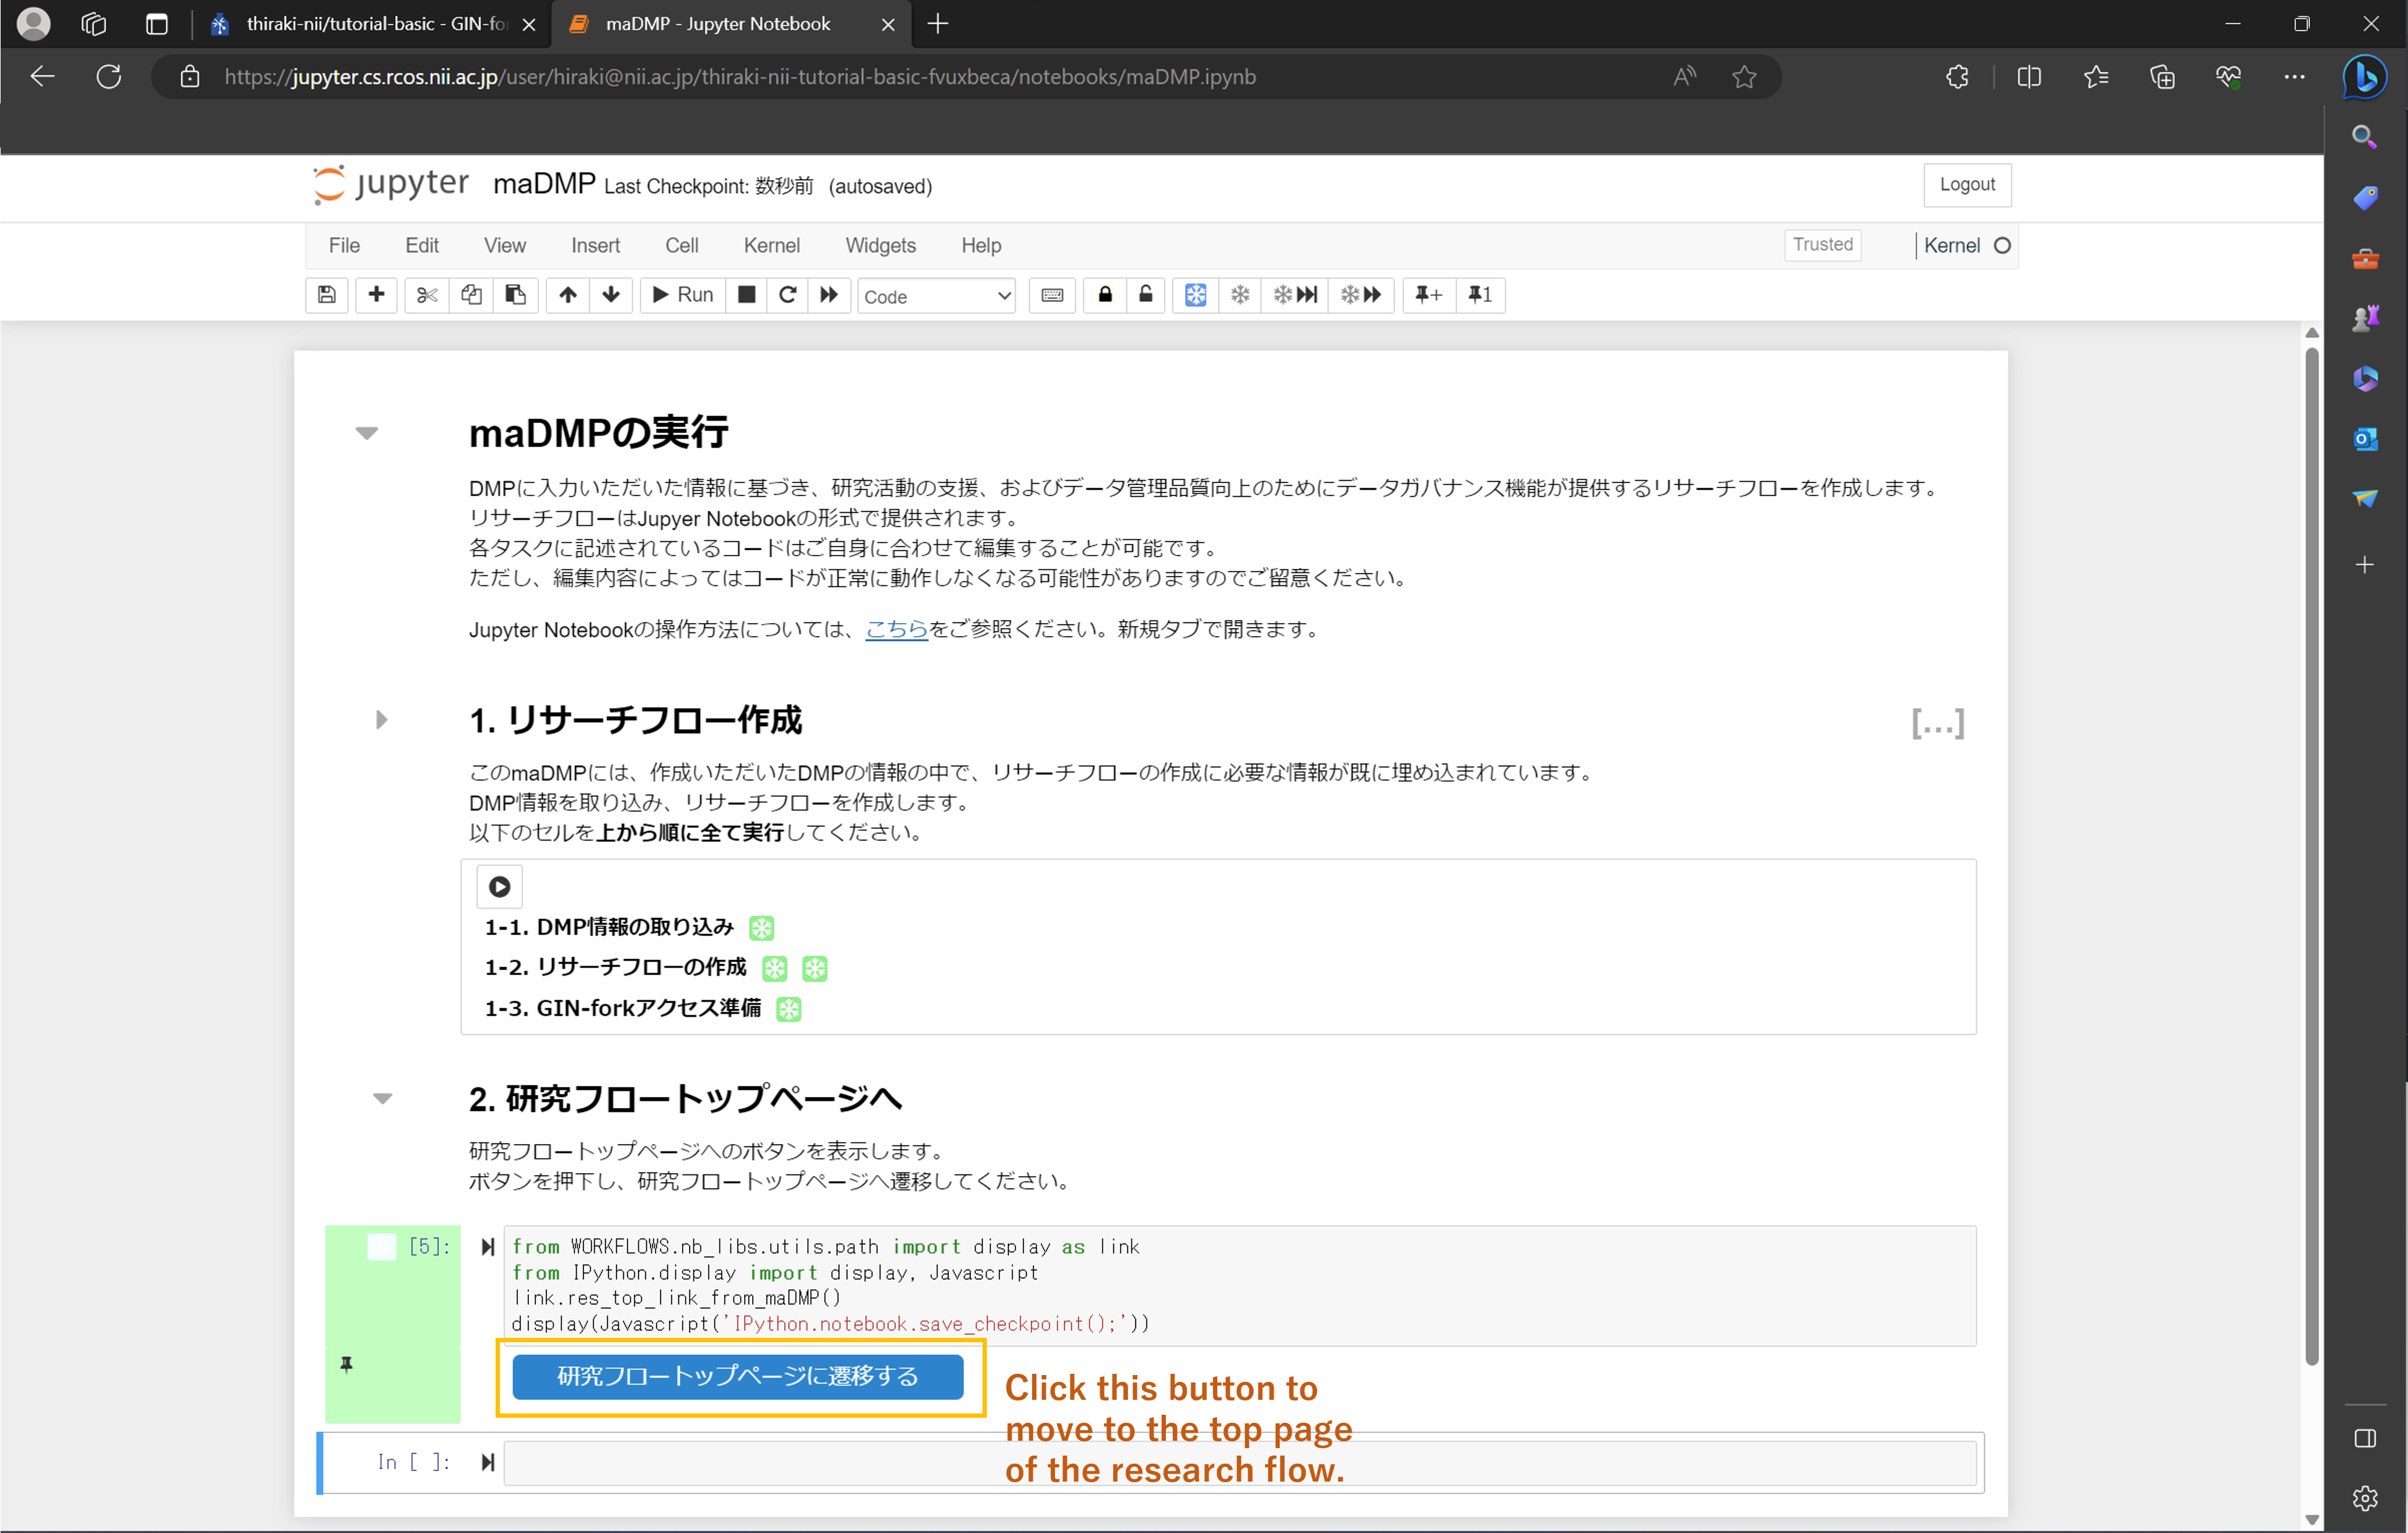 thiraki-nii/tutorial-basic - GIN-fo
maDMP - Jupyter Notebook
https://jupyter.cs.rcos.nii.ac.jp/user/hiraki@nii.ac.jp/thiraki-nii-tutorial-basic-fvuxbeca/notebooks/maDMP.ipynb
jupyter maDMP Last Checkpoint: 数秒前 (autosaved)
Logout
File Edit View Insert Cell Kernel Widgets Help
Trusted
Kernel
Run
Code
1
maDMPの実行
DMPに入力いただいた情報に基づき、研究活動の支援、およびデータ管理品質向上のためにデータガバナンス機能が提供するリサーチフローを作成します。
リサーチフローはJupyer Notebookの形式で提供されます。
各タスクに記述されているコードはご自身に合わせて編集することが可能です。
ただし、編集内容によってはコードが正常に動作しなくなる可能性がありますのでご留意ください。
Jupyter Notebookの操作方法については、こちらをご参照ください。新規タブで開きます。
1. リサーチフロー作成
[...]
このmaDMPには、作成いただいたDMPの情報の中で、リサーチフローの作成に必要な情報が既に埋め込まれています。
DMP情報を取り込み、リサーチフローを作成します。
以下のセルを上から順に全て実行してください。
1-1. DMP情報の取り込み
1-2. リサーチフローの作成
1-3. GIN-forkアクセス準備
2. 研究フロートップページへ
研究フロートップページへのボタンを表示します。
ボタンを押下し、研究フロートップページへ遷移してください。
[5]:
from WORKFLOWS.nb_libs.utils.path import display as link
from IPython.display import display, Javascript
link.res_top_link_from_maDMP()
display(Javascript('IPython.notebook.save_checkpoint();'))
研究フロートップページに遷移する
Click this button to
move to the top page
of the research flow.
In [ ]: